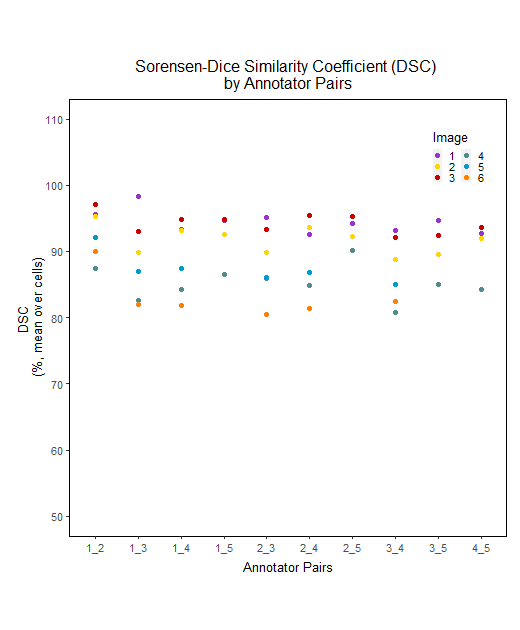 Sorensen-Dice Similarity Coefficient (DSC)
by Annotator Pairs
Image
1 4
2 5
3 6
110
100
90
80
70
60
50
DSC
(%, mean over cells)
1_2 1_3 1_4 1_5 2_3 2_4 2_5 3_4 3_5 4_5
Annotator Pairs